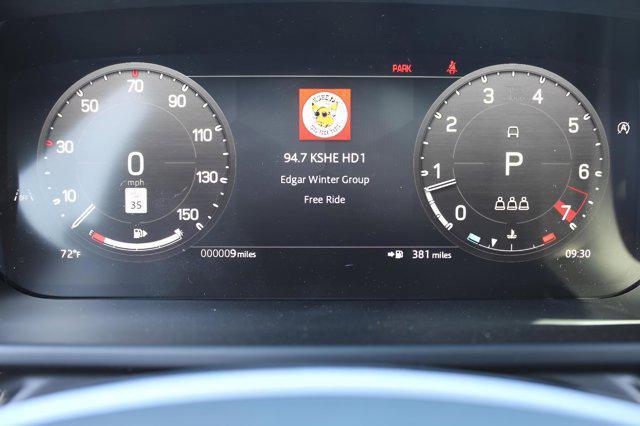 PARK
10 30 50 70 90 110 130 150
0
mph
35
94.7 KSHE HD1
Edgar Winter Group
Free Ride
0 1 2 3 4 5 6 7
P
OFF
72°F
000009 miles
381 miles
09:30